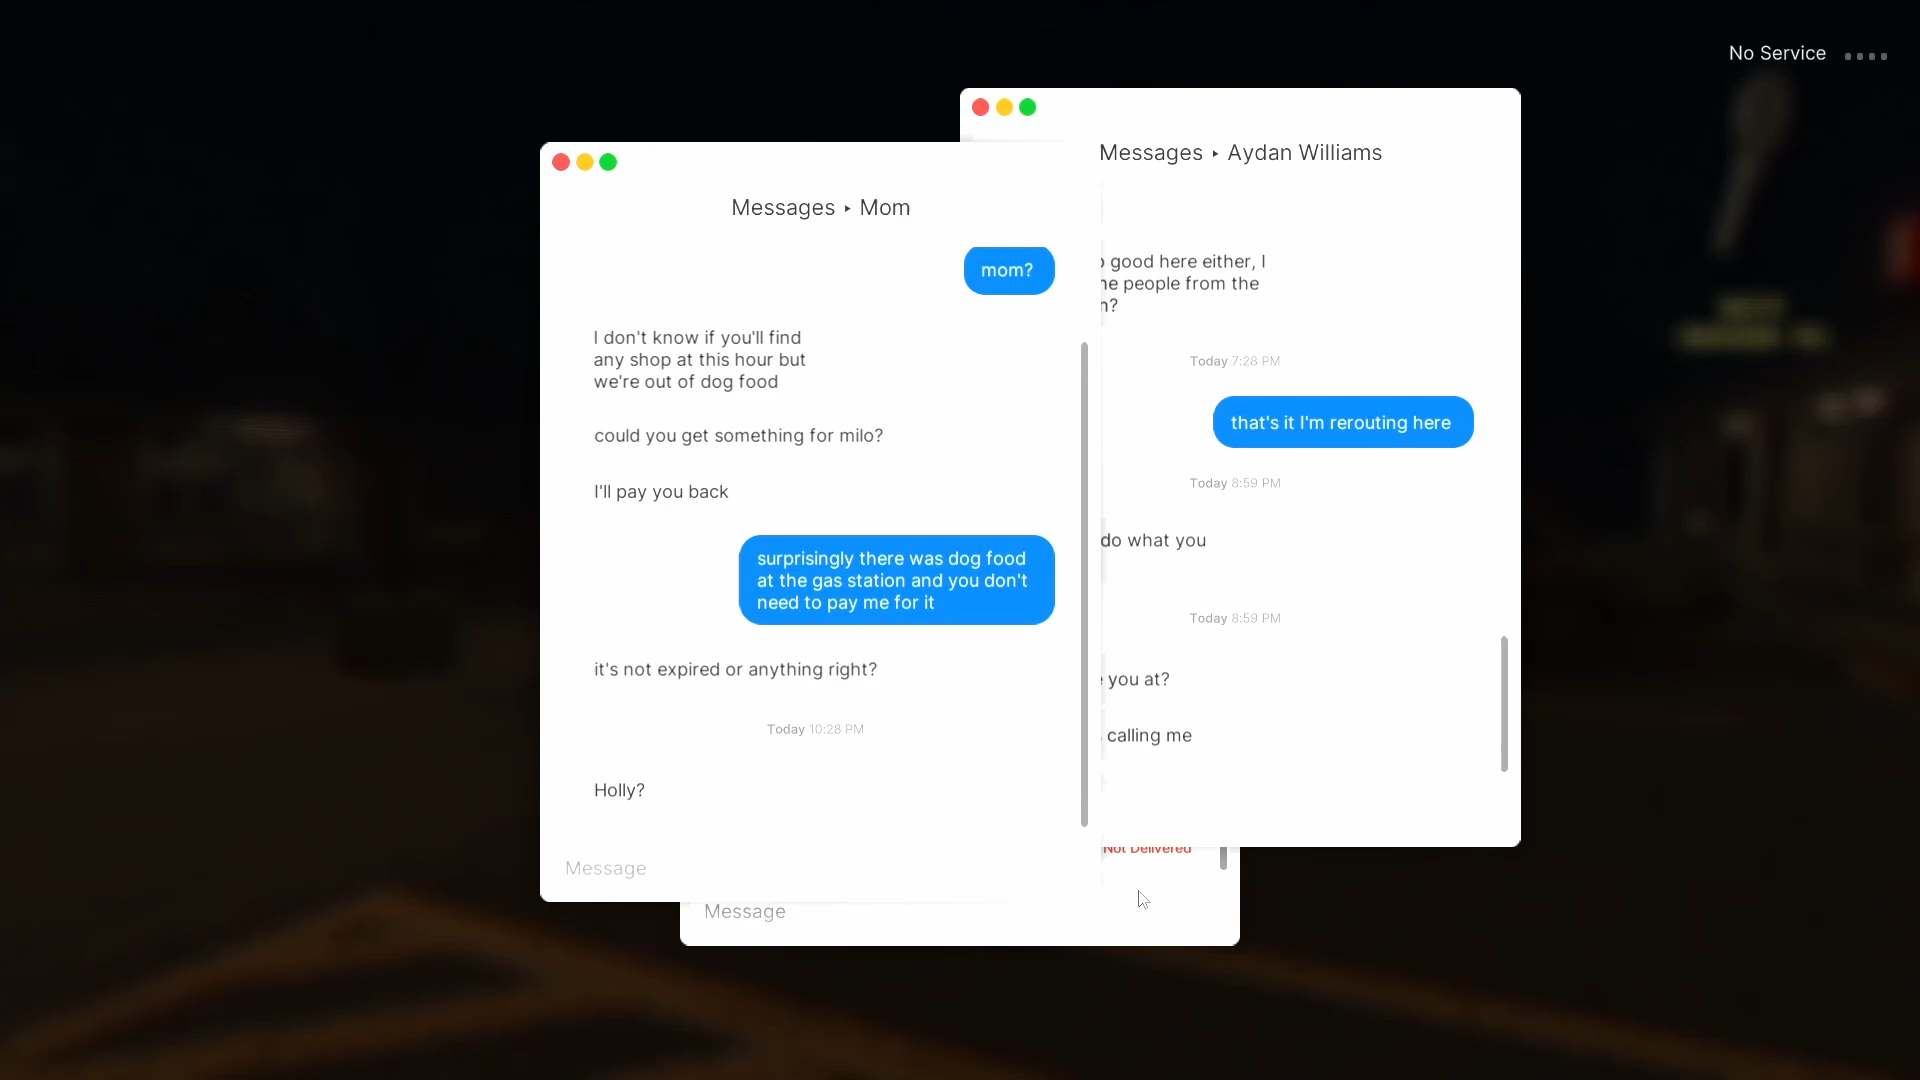 No Service
Messages ▸ Mom
mom?
I don't know if you'll find
any shop at this hour but
we're out of dog food
could you get something for milo?
I'll pay you back
surprisingly there was dog food
at the gas station and you don't
need to pay me for it
it's not expired or anything right?
Today 10:28 PM
Holly?
Message
Messages ▸ Aydan Williams
good here either, I
people from the
Today 7:28 PM
that's it I'm rerouting here
Today 8:59 PM
do what you
Today 8:59 PM
you at?
calling me
Not Delivered
Message